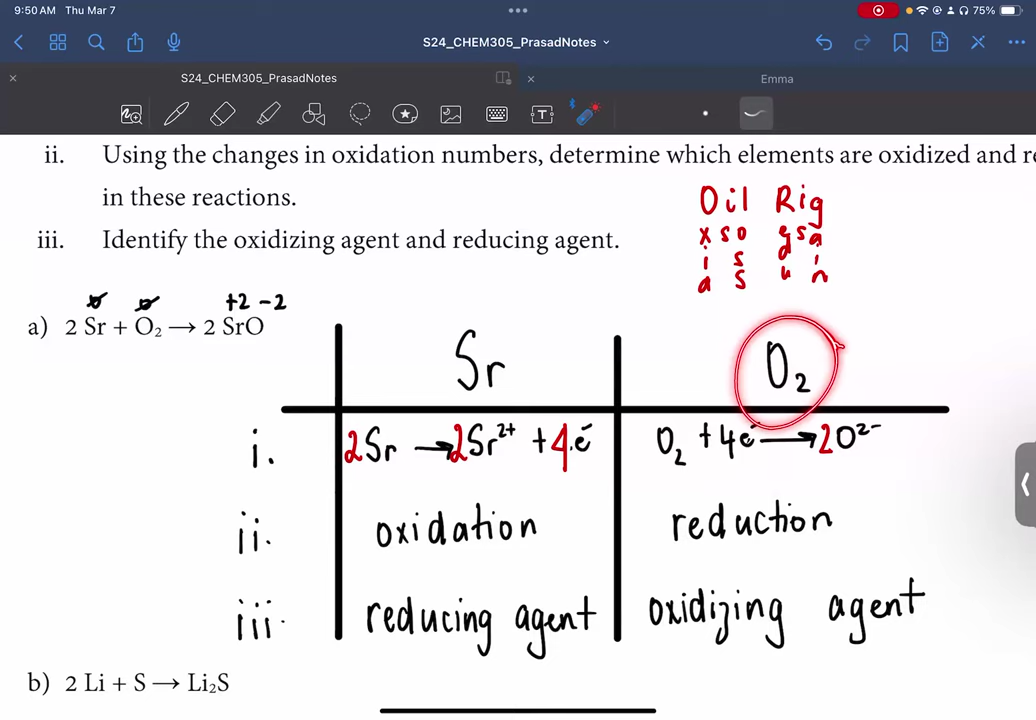 9:50 AM Thu Mar 7
75%
S24_CHEM305_PrasadNotes
S24_CHEM305_PrasadNotes
Emma
ii. Using the changes in oxidation numbers, determine which elements are oxidized and re
in these reactions.
iii. Identify the oxidizing agent and reducing agent.
Oil Rig
x s o e s a
i s d i
d s u n
0 0 +2 -2
a) 2 Sr + O₂ → 2 SrO
Sr O₂
i. 2Sr → 2Sr²⁺ + 4e⁻ O₂ + 4e⁻ → 2O²⁻
ii. oxidation reduction
iii. reducing agent oxidizing agent
b) 2 Li + S → Li₂S